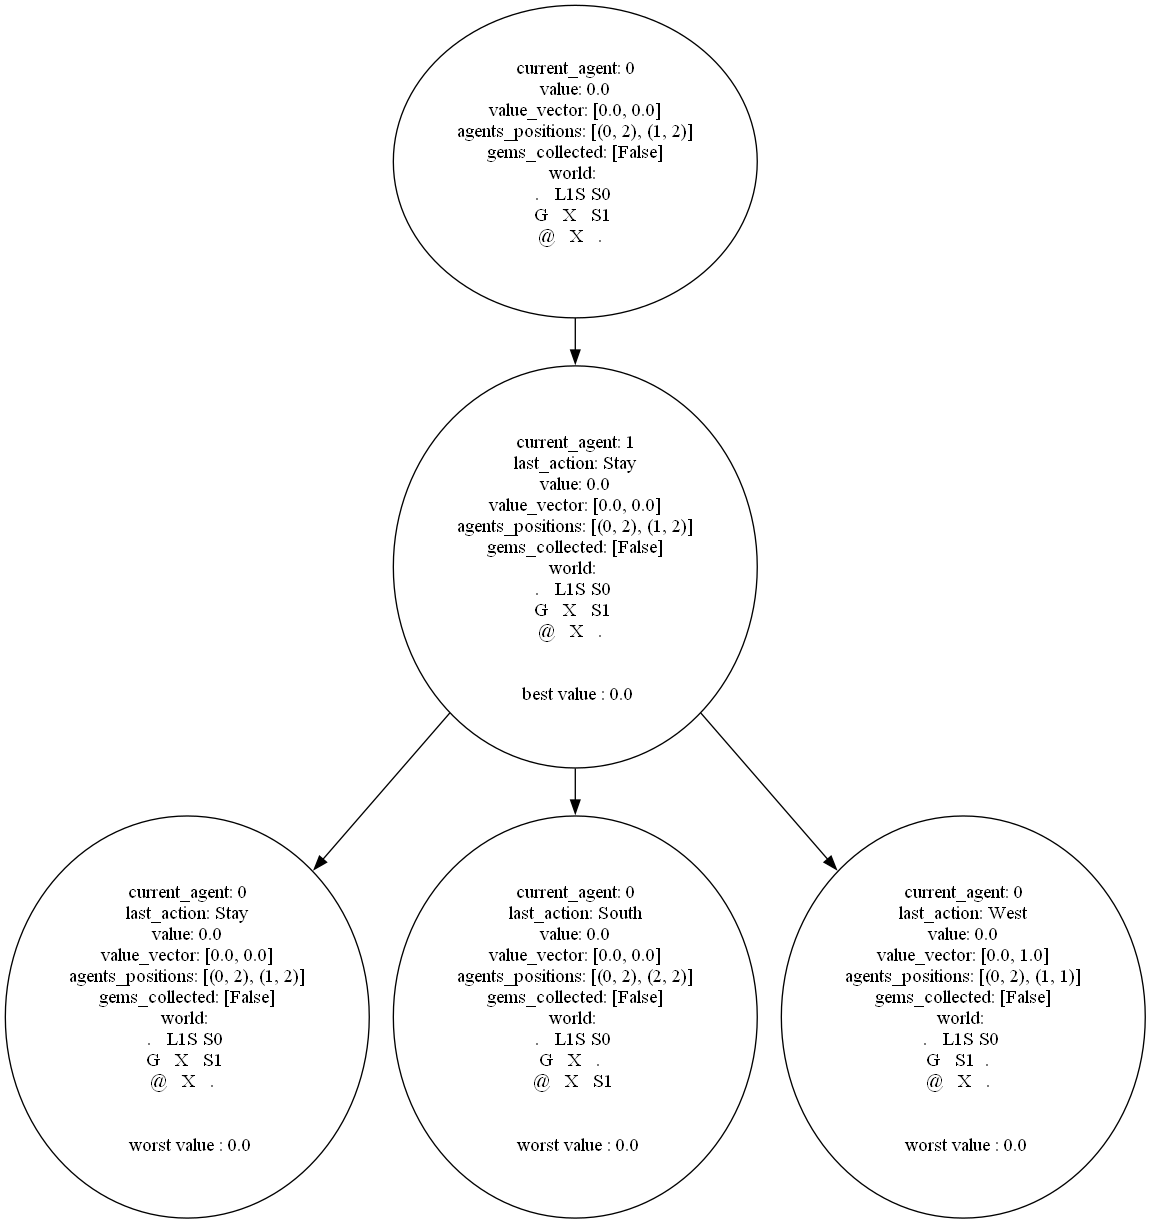 current_agent: 0
value: 0.0
value_vector: [0.0, 0.0]
agents_positions: [(0, 2), (1, 2)]
gems_collected: [False]
world:
. L1S S0
G X S1
@ X .
current_agent: 1
last_action: Stay
value: 0.0
value_vector: [0.0, 0.0]
agents_positions: [(0, 2), (1, 2)]
gems_collected: [False]
world:
. L1S S0
G X S1
@ X .
best value : 0.0
current_agent: 0
last_action: Stay
value: 0.0
value_vector: [0.0, 0.0]
agents_positions: [(0, 2), (1, 2)]
gems_collected: [False]
world:
. L1S S0
G X S1
@ X .
worst value : 0.0
current_agent: 0
last_action: South
value: 0.0
value_vector: [0.0, 0.0]
agents_positions: [(0, 2), (2, 2)]
gems_collected: [False]
world:
. L1S S0
G X .
@ X S1
worst value : 0.0
current_agent: 0
last_action: West
value: 0.0
value_vector: [0.0, 1.0]
agents_positions: [(0, 2), (1, 1)]
gems_collected: [False]
world:
. L1S S0
G S1 .
@ X .
worst value : 0.0